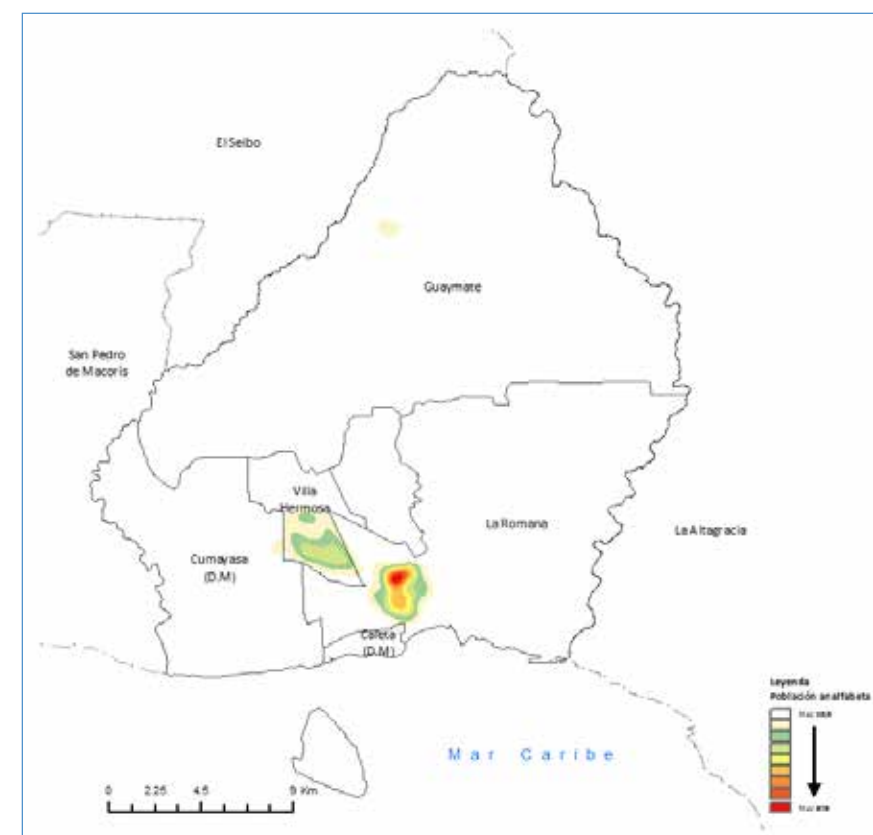 El Seibo
Guaymate
San Pedro
de Macorís
Villa
Hermosa
La Romana
La Altagracia
Cumayasa
(D.M)
Caleta
(D.M)
Leyenda
Población analfabeta
Mar Caribe
0 2.25 4.5 9 Km